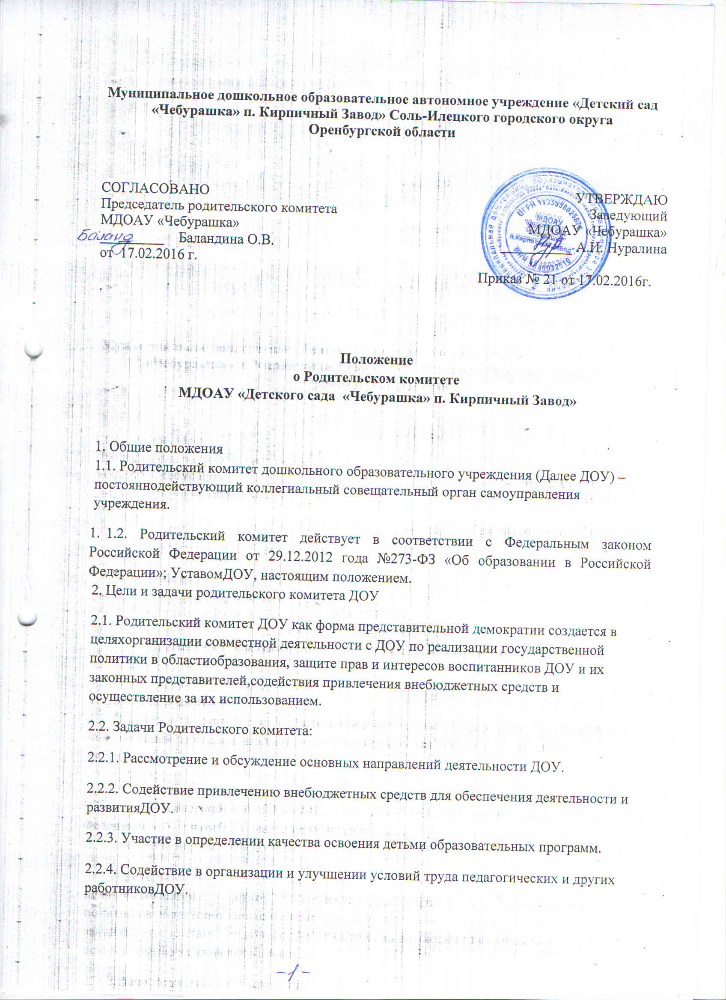 Муниципальное дошкольное образовательное автономное учреждение «Детский сад
«Чебурашка» п. Кирпичный Завод» Соль-Илецкого городского округа
Оренбургской области
СОГЛАСОВАНО
Председатель родительского комитета
МДОАУ «Чебурашка»
Баланд Баландина О.В.
от 17.02.2016 г.
УТВЕРЖДАЮ
Заведующий
МДОАУ «Чебурашка»
А.И. Нуралина
Приказ № 21 от 17.02.2016г.
Положение
о Родительском комитете
МДОАУ «Детского сада «Чебурашка» п. Кирпичный Завод»
1. Общие положения
1.1. Родительский комитет дошкольного образовательного учреждения (Далее ДОУ) –
постояннодействующий коллегиальный совещательный орган самоуправления
учреждения.
1. 1.2. Родительский комитет действует в соответствии с Федеральным законом
Российской Федерации от 29.12.2012 года №273-ФЗ «Об образовании в Российской
Федерации»; УставомДОУ, настоящим положением.
2. Цели и задачи родительского комитета ДОУ
2.1. Родительский комитет ДОУ как форма представительной демократии создается в
целяхорганизации совместной деятельности с ДОУ по реализации государственной
политики в областиобразования, защите прав и интересов воспитанников ДОУ и их
законных представителей,содействия привлечения внебюджетных средств и
осуществление за их использованием.
2.2. Задачи Родительского комитета:
2.2.1. Рассмотрение и обсуждение основных направлений деятельности ДОУ.
2.2.2. Содействие привлечению внебюджетных средств для обеспечения деятельности и
развитияДОУ.
2.2.3. Участие в определении качества освоения детьми образовательных программ.
2.2.4. Содействие в организации и улучшении условий труда педагогических и других
работниковДОУ.
-1-